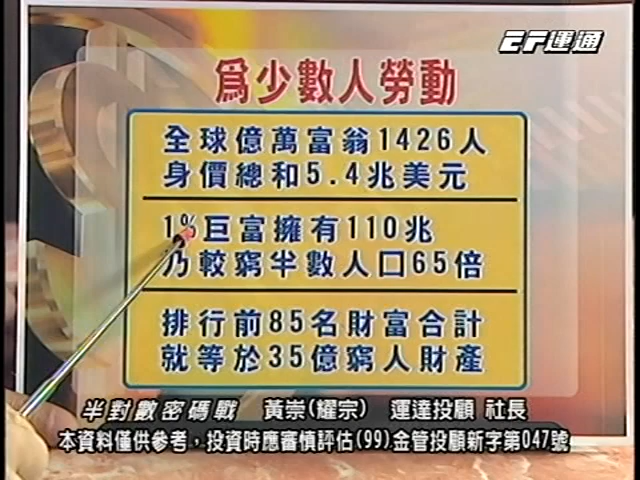 EF運通
為少數人勞動
全球億萬富翁1426人
身價總和5.4兆美元
1%巨富擁有110兆
乃較窮半數人口65倍
排行前85名財富合計
就等於35億窮人財產
半對數密碼戰 黃崇(耀宗) 運達投顧 社長
本資料僅供參考，投資時應審慎評估(99).金管投顧新字第047號